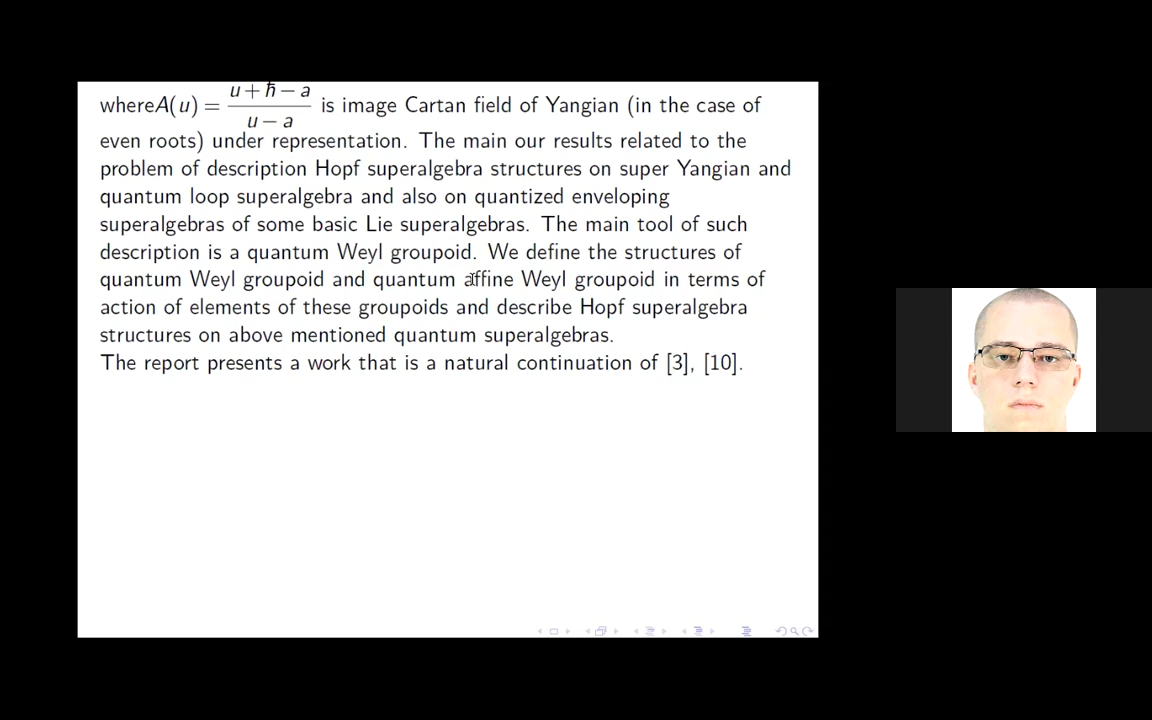 whereA(u) = (u + ħ − a)/(u − a) is image Cartan field of Yangian (in the case of
even roots) under representation. The main our results related to the
problem of description Hopf superalgebra structures on super Yangian and
quantum loop superalgebra and also on quantized enveloping
superalgebras of some basic Lie superalgebras. The main tool of such
description is a quantum Weyl groupoid. We define the structures of
quantum Weyl groupoid and quantum affine Weyl groupoid in terms of
action of elements of these groupoids and describe Hopf superalgebra
structures on above mentioned quantum superalgebras.
The report presents a work that is a natural continuation of [3], [10].